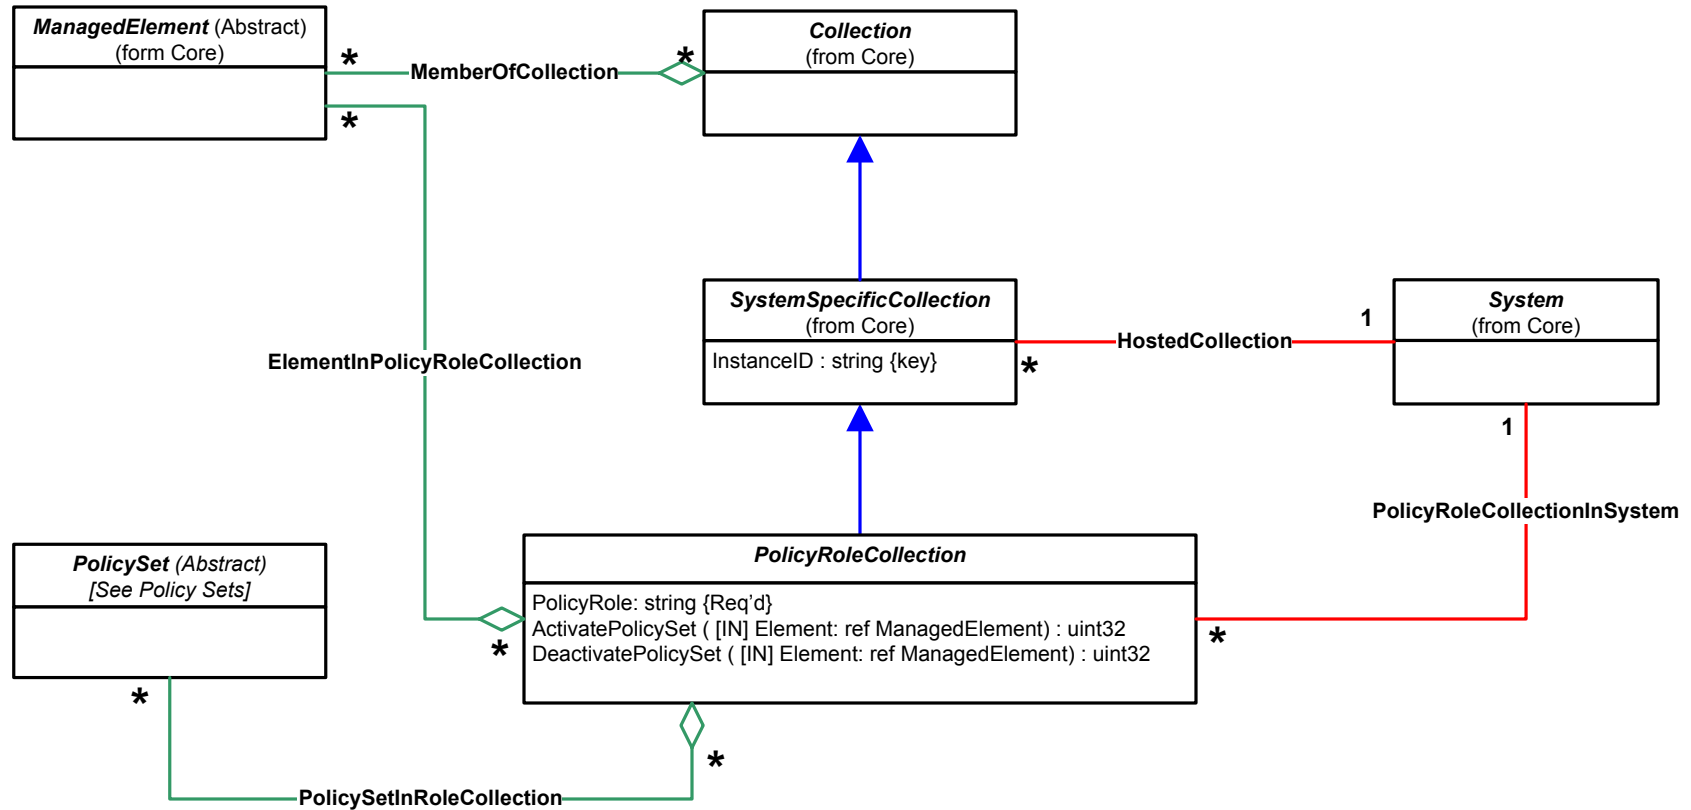 ManagedElement (Abstract)
(form Core)
*
MemberOfCollection
*
Collection
(from Core)
*
SystemSpecificCollection
(from Core)
InstanceID : string {key}
*
HostedCollection
1
System
(from Core)
1
ElementInPolicyRoleCollection
PolicyRoleCollectionInSystem
PolicySet (Abstract)
[See Policy Sets]
*
PolicyRoleCollection
PolicyRole: string {Req’d}
ActivatePolicySet ( [IN] Element: ref ManagedElement) : uint32
DeactivatePolicySet ( [IN] Element: ref ManagedElement) : uint32
*
*
*
PolicySetInRoleCollection